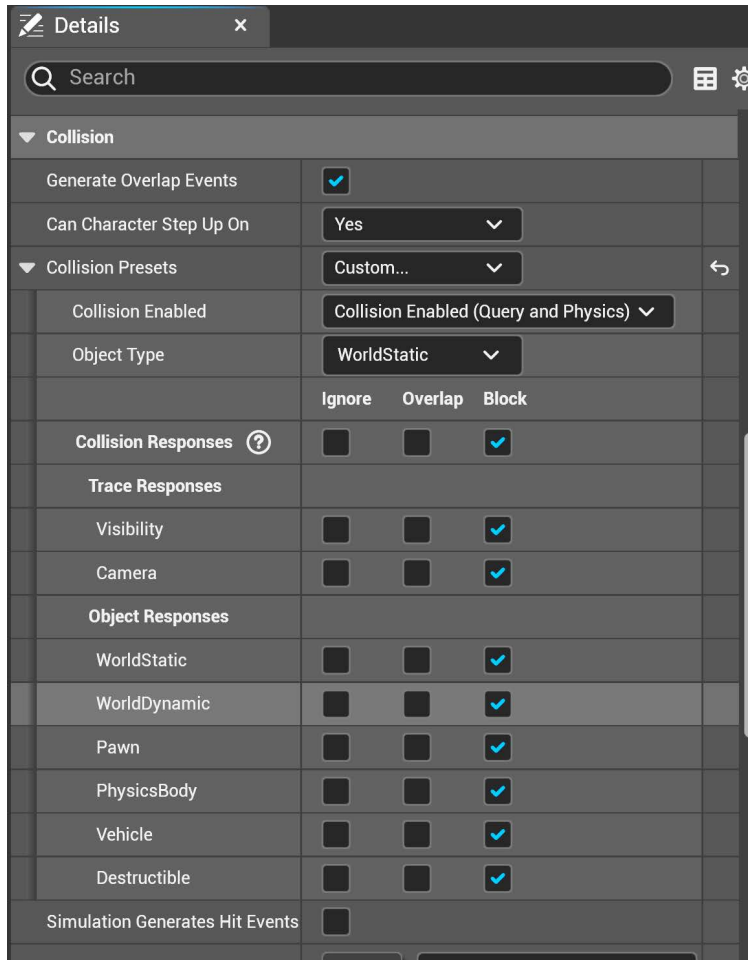 Details
Search
Collision
Generate Overlap Events
Can Character Step Up On Yes
Collision Presets Custom...
Collision Enabled Collision Enabled (Query and Physics)
Object Type WorldStatic
Ignore Overlap Block
Collision Responses ?
Trace Responses
Visibility
Camera
Object Responses
WorldStatic
WorldDynamic
Pawn
PhysicsBody
Vehicle
Destructible
Simulation Generates Hit Events